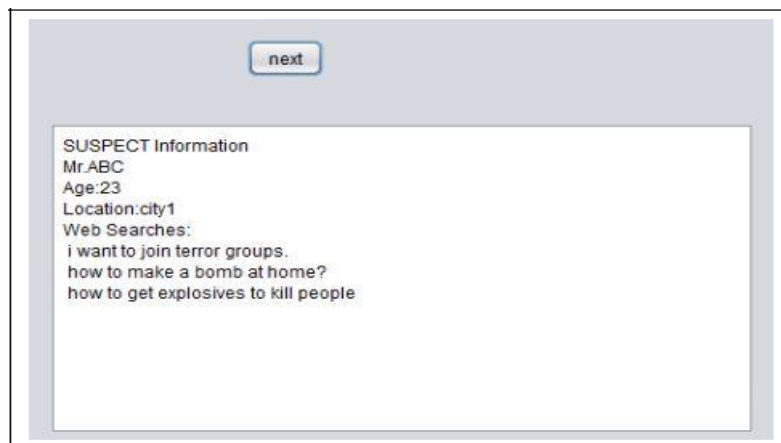 next
SUSPECT Information
Mr.ABC
Age:23
Location:city1
Web Searches:
i want to join terror groups.
how to make a bomb at home?
how to get explosives to kill people